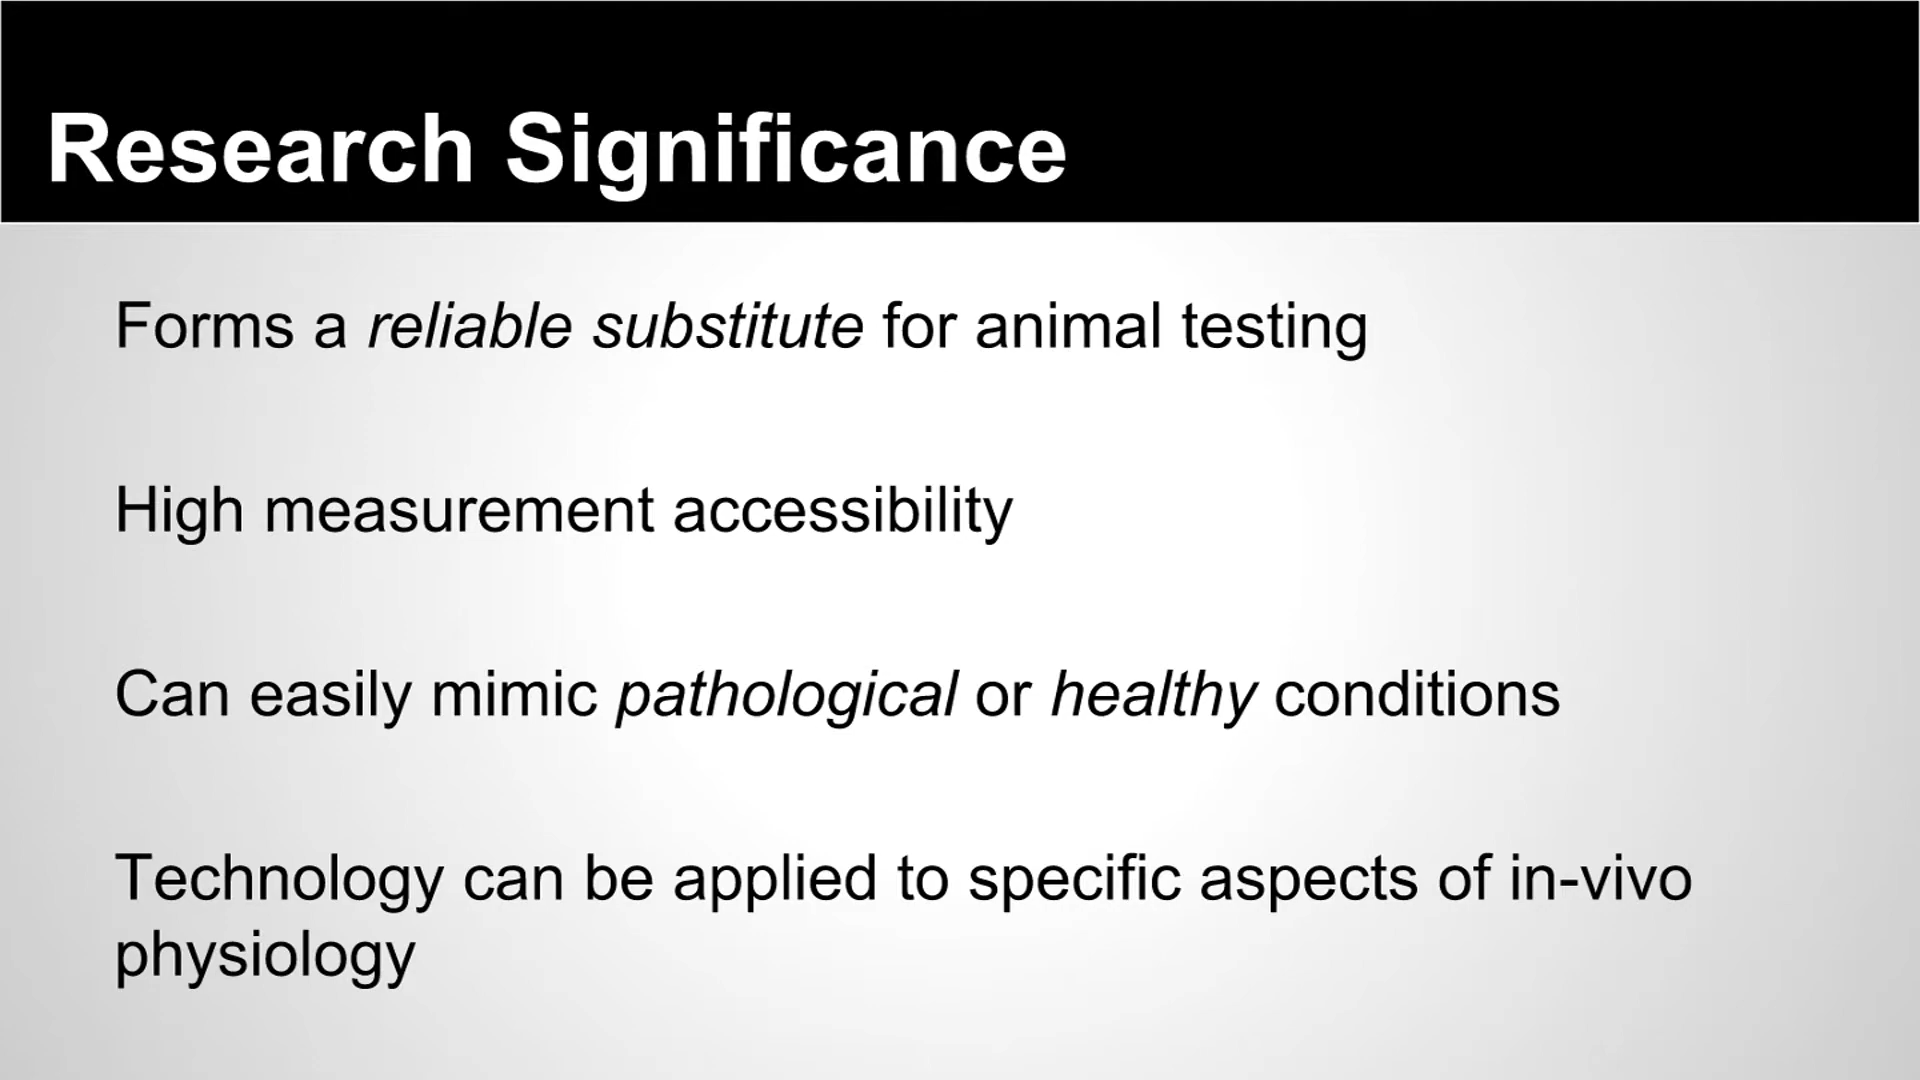 Research Significance
Forms a reliable substitute for animal testing
High measurement accessibility
Can easily mimic pathological or healthy conditions
Technology can be applied to specific aspects of in-vivo
physiology